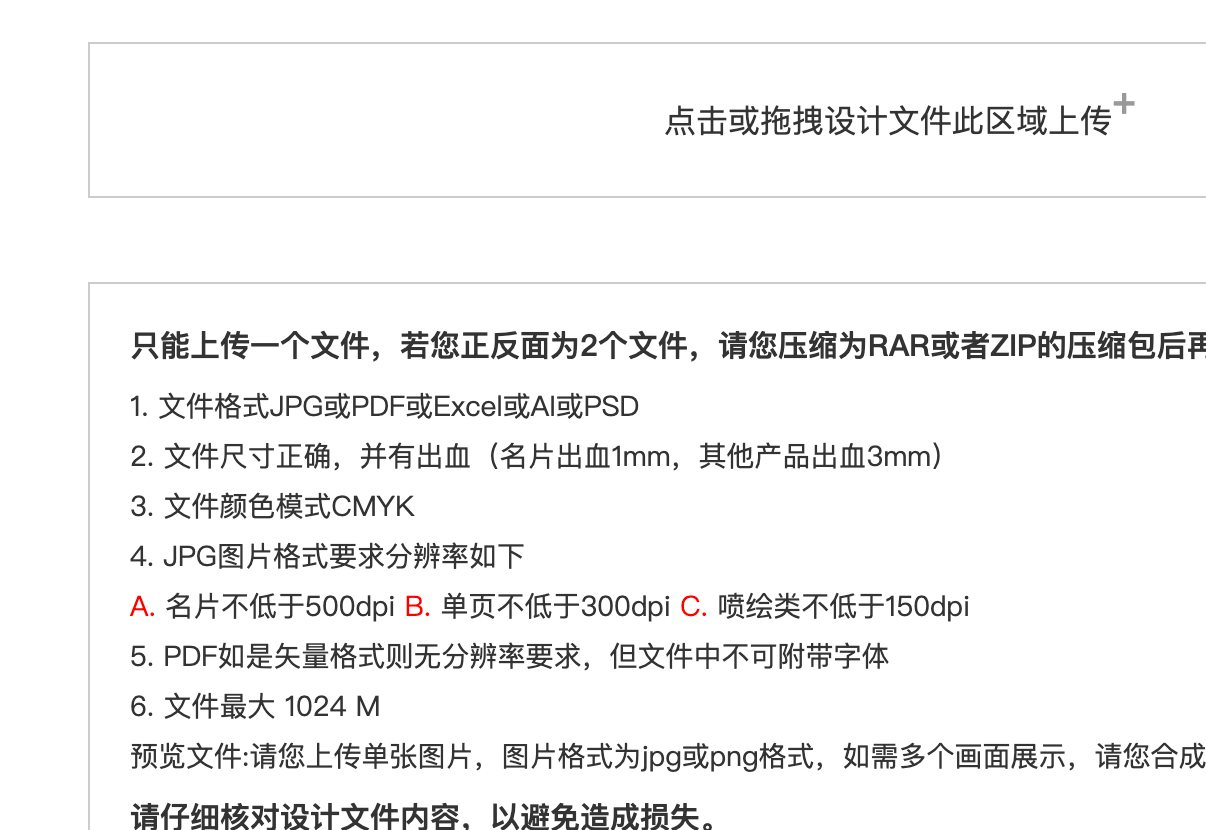 点击或拖拽设计文件此区域上传+
只能上传一个文件，若您正反面为2个文件，请您压缩为RAR或者ZIP的压缩包后再
1. 文件格式JPG或PDF或Excel或AI或PSD
2. 文件尺寸正确，并有出血（名片出血1mm，其他产品出血3mm）
3. 文件颜色模式CMYK
4. JPG图片格式要求分辨率如下
A. 名片不低于500dpi B. 单页不低于300dpi C. 喷绘类不低于150dpi
5. PDF如是矢量格式则无分辨率要求，但文件中不可附带字体
6. 文件最大 1024 M
预览文件:请您上传单张图片，图片格式为jpg或png格式，如需多个画面展示，请您合成
请仔细核对设计文件内容，以避免造成损失。